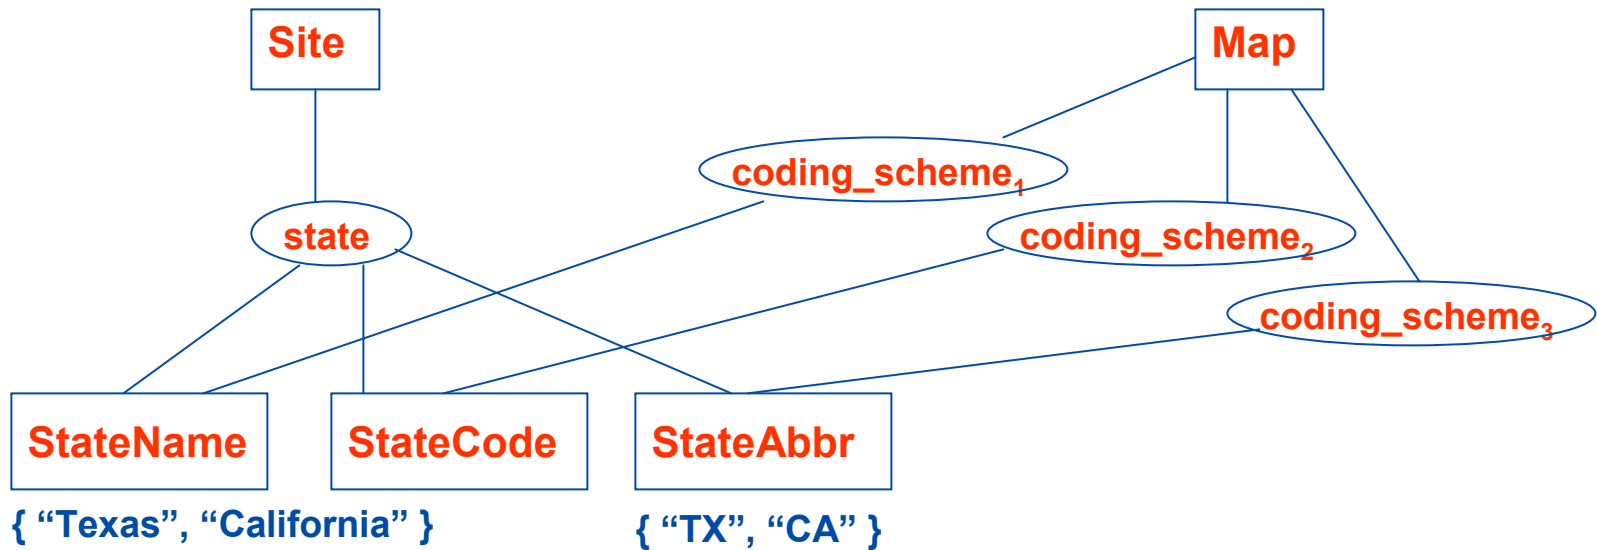 Site
Map
coding_scheme1
state
coding_scheme2
coding_scheme3
StateName
StateCode
StateAbbr
{ “Texas”, “California” }
{ “TX”, “CA” }